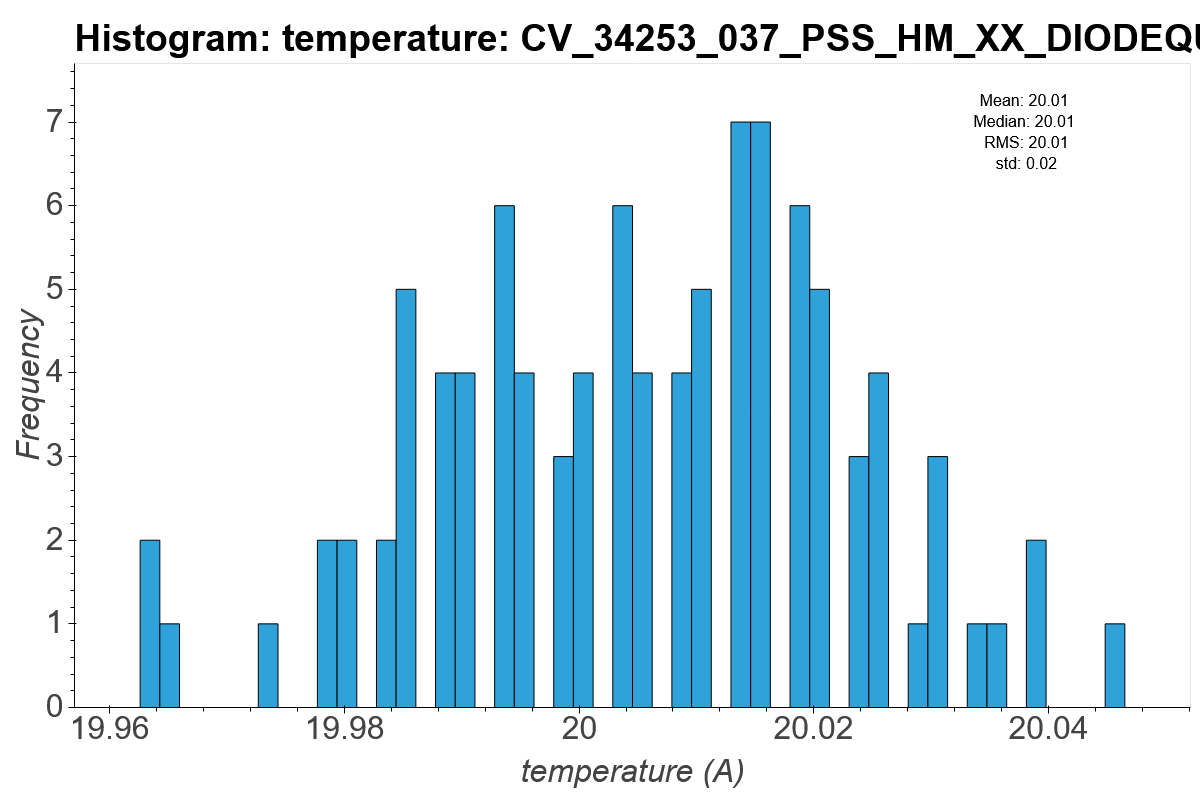 Histogram: temperature: CV_34253_037_PSS_HM_XX_DIODEQU
Mean: 20.01
Median: 20.01
RMS: 20.01
std: 0.02
7
6
5
4
3
2
1
0
Frequency
19.96 19.98 20 20.02 20.04
temperature (A)